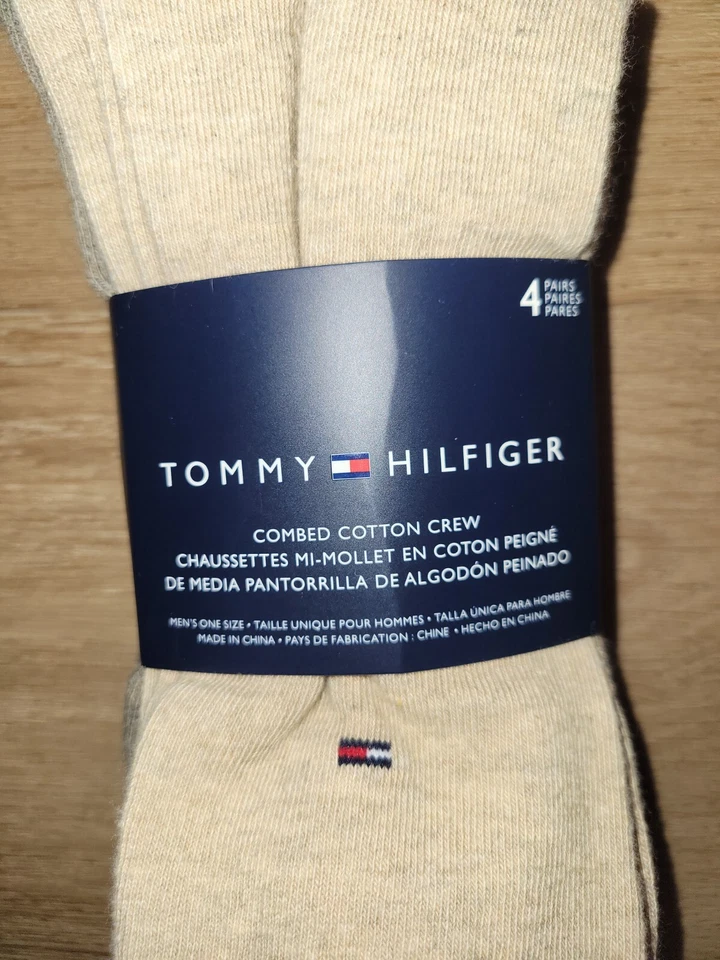 4 PAIRS
PAIRES
PARES
TOMMY HILFIGER
COMBED COTTON CREW
CHAUSSETTES MI-MOLLET EN COTON PEIGNÉ
DE MEDIA PANTORRILLA DE ALGODÓN PEINADO
MEN'S ONE SIZE • TAILLE UNIQUE POUR HOMMES • TALLA ÚNICA PARA HOMBRE
MADE IN CHINA • PAYS DE FABRICATION : CHINE • HECHO EN CHINA